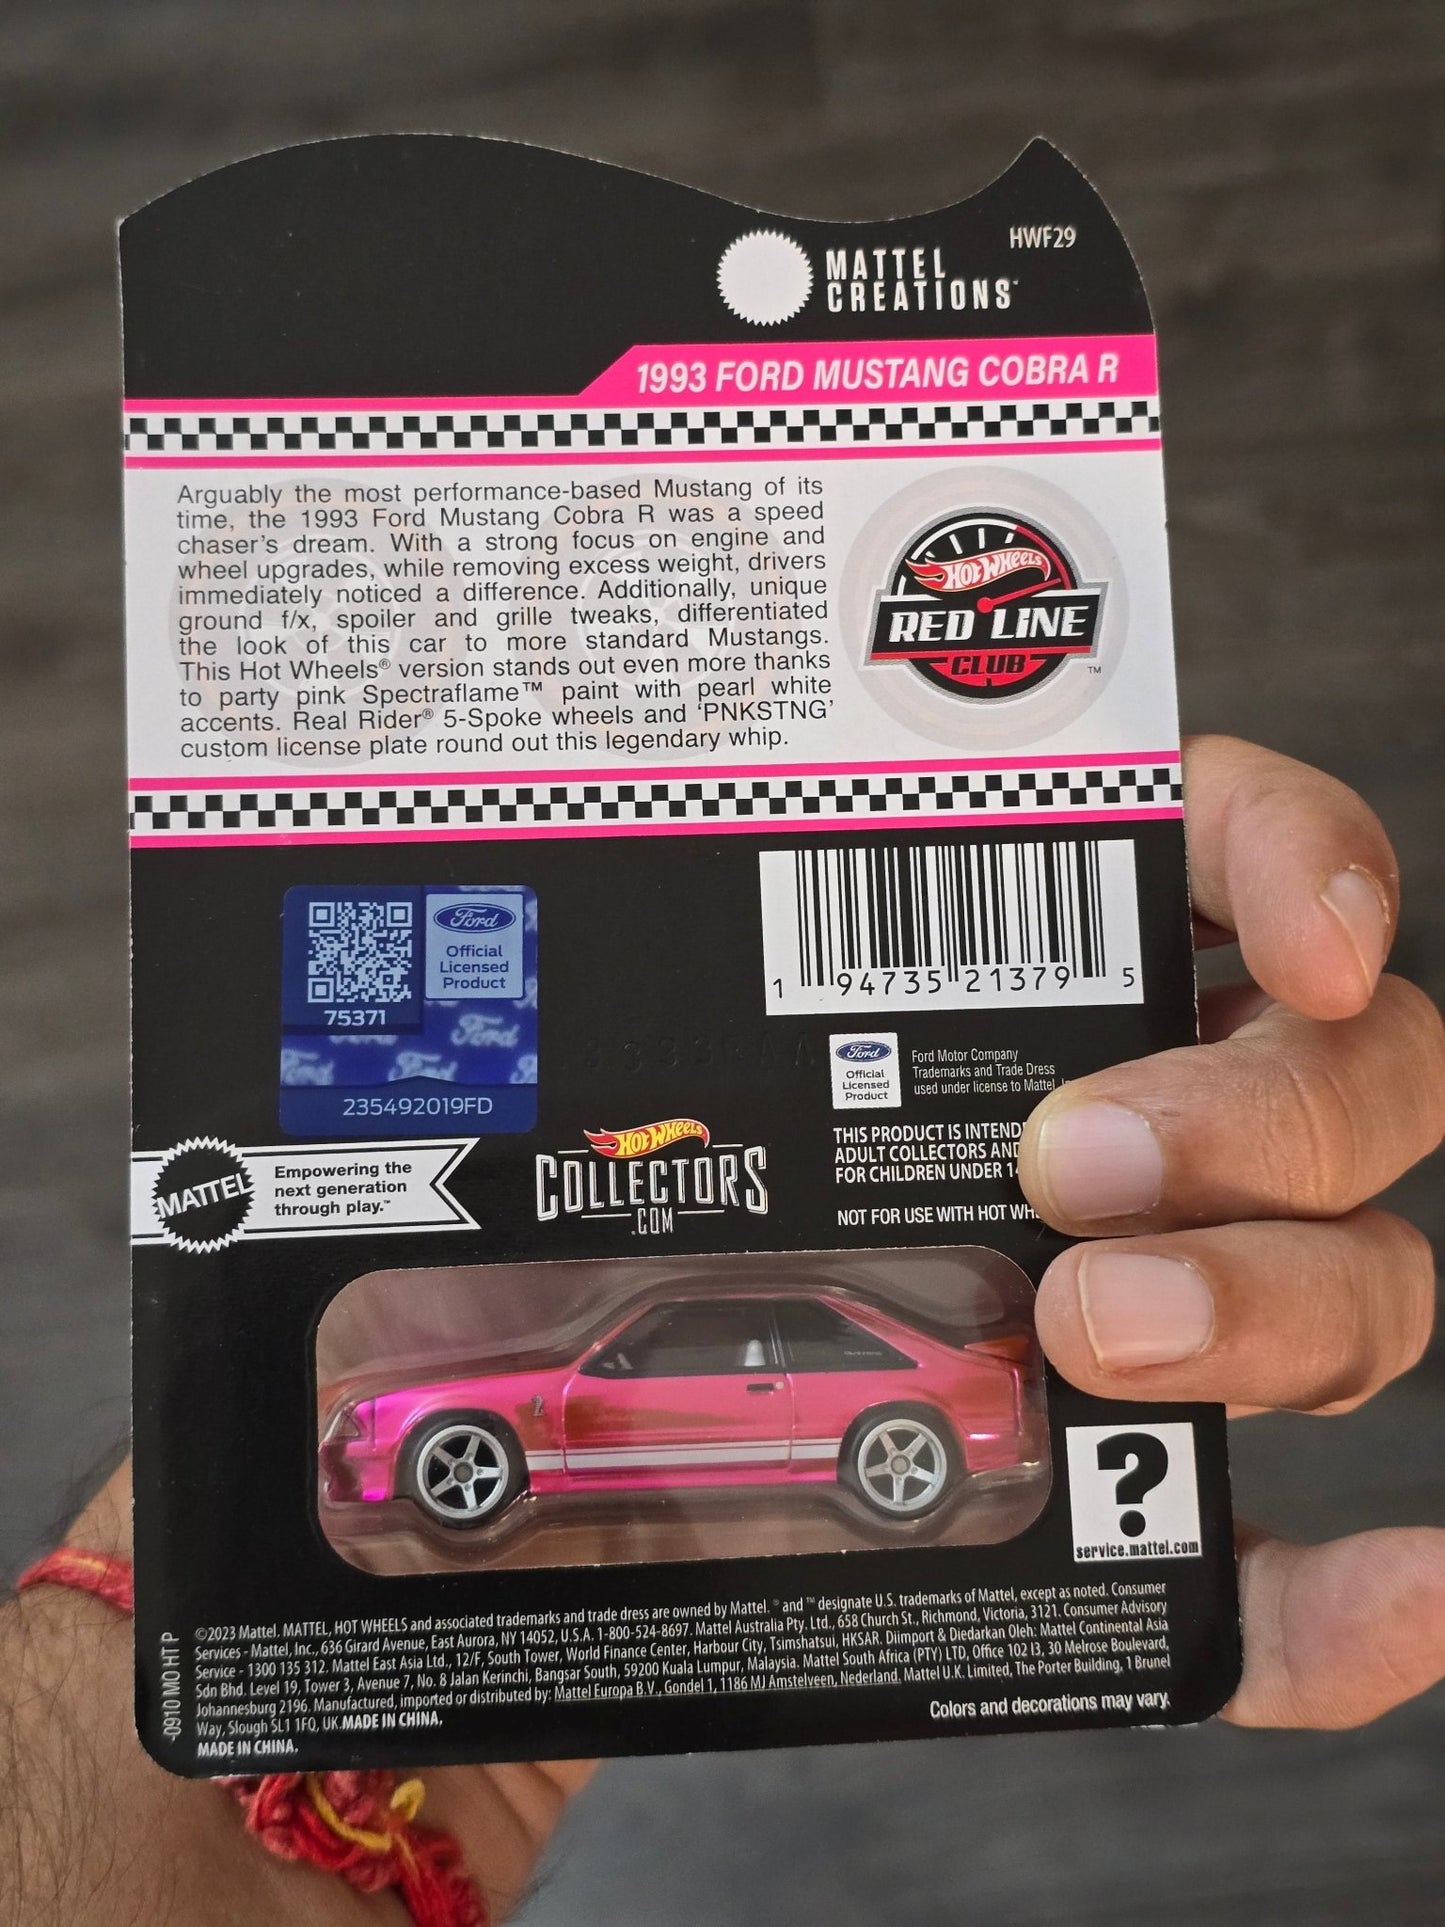 HWF29
MATTEL
CREATIONS™
1993 FORD MUSTANG COBRA R
Arguably the most performance-based Mustang of its
time, the 1993 Ford Mustang Cobra R was a speed
chaser's dream. With a strong focus on engine and
wheel upgrades, while removing excess weight, drivers
immediately noticed a difference. Additionally, unique
ground f/x, spoiler and grille tweaks, differentiated
the look of this car to more standard Mustangs.
This Hot Wheels® version stands out even more thanks
to party pink Spectraflame™ paint with pearl white
accents. Real Rider® 5-Spoke wheels and 'PNKSTNG'
custom license plate round out this legendary whip.
HOT WHEELS
RED LINE
CLUB
™
1 94735 21379 5
Ford
Official
Licensed
Product
75371
Ford
Ford
Ford
235492019FD
Ford
Official
Licensed
Product
Ford Motor Company
Trademarks and Trade Dress
used under license to Mattel,
THIS PRODUCT IS
ADULT COLLECTORS
FOR CHILDREN UNDER
NOT FOR USE WITH HOT
MATTEL
Empowering the
next generation
through play.™
HOT WHEELS
COLLECTORS
.COM
?
service.mattel.com
©2023 Mattel. MATTEL, HOT WHEELS and associated trademarks and trade dress are owned by Mattel. ® and ™ designate U.S. trademarks of Mattel, except as noted. Consumer
Services - Mattel, Inc., 636 Girard Avenue, East Aurora, NY 14052, U.S.A. 1-800-524-8697. Mattel Australia Pty. Ltd., 658 Church St., Richmond, Victoria, 3121. Consumer Advisory
Service - 1300 135 312. Mattel East Asia Ltd., 12/F, South Tower, World Finance Center, Harbour City, Tsimshatsui, HKSAR. Diimport & Diedarkan Oleh: Mattel Continental Asia
Sdn Bhd. Level 19, Tower 3, Avenue 7, No. 8 Jalan Kerinchi, Bangsar South, 59200 Kuala Lumpur, Malaysia. Mattel South Africa (PTY) LTD, Office 102 I3, 30 Melrose Boulevard,
Johannesburg 2196. Manufactured, imported or distributed by: Mattel Europa B.V., Gondel 1, 1186 MJ Amstelveen, Nederland. Mattel U.K. Limited, The Porter Building, 1 Brunel
Way, Slough SL1 1FQ, UK.MADE IN CHINA.
MADE IN CHINA.
Colors and decorations may vary.
-0910 MO HT P